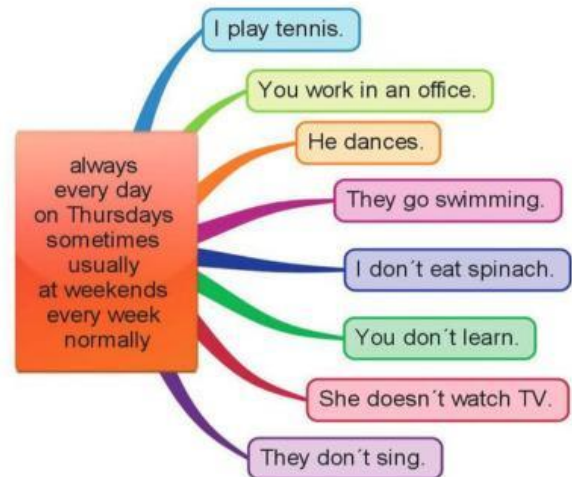 always
every day
on Thursdays
sometimes
usually
at weekends
every week
normally
I play tennis.
You work in an office.
He dances.
They go swimming.
I don´t eat spinach.
You don´t learn.
She doesn´t watch TV.
They don´t sing.